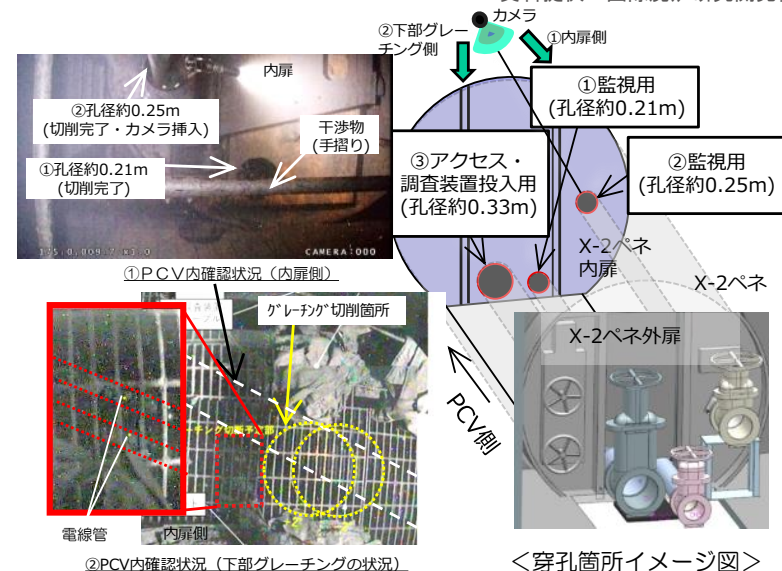 カメラ
②下部グレー
チング側
①内扉側
内扉
②孔径約0.25m
(切削完了・カメラ挿入)
干渉物
(手摺り)
①孔径約0.21m
(切削完了)
CAMERA:000
①ＰＣＶ内確認状況（内扉側）
①監視用
(孔径約0.21m)
③アクセス・
調査装置投入用
(孔径約0.33m)
②監視用
(孔径約0.25m)
X-2ペネ
内扉
X-2ペネ
X-2ペネ外扉
PCV側
ｸﾞﾚｰﾁﾝｸﾞ切削箇所
電線管
内扉側
②PCV内確認状況（下部グレーチングの状況）
＜穿孔箇所イメージ図＞